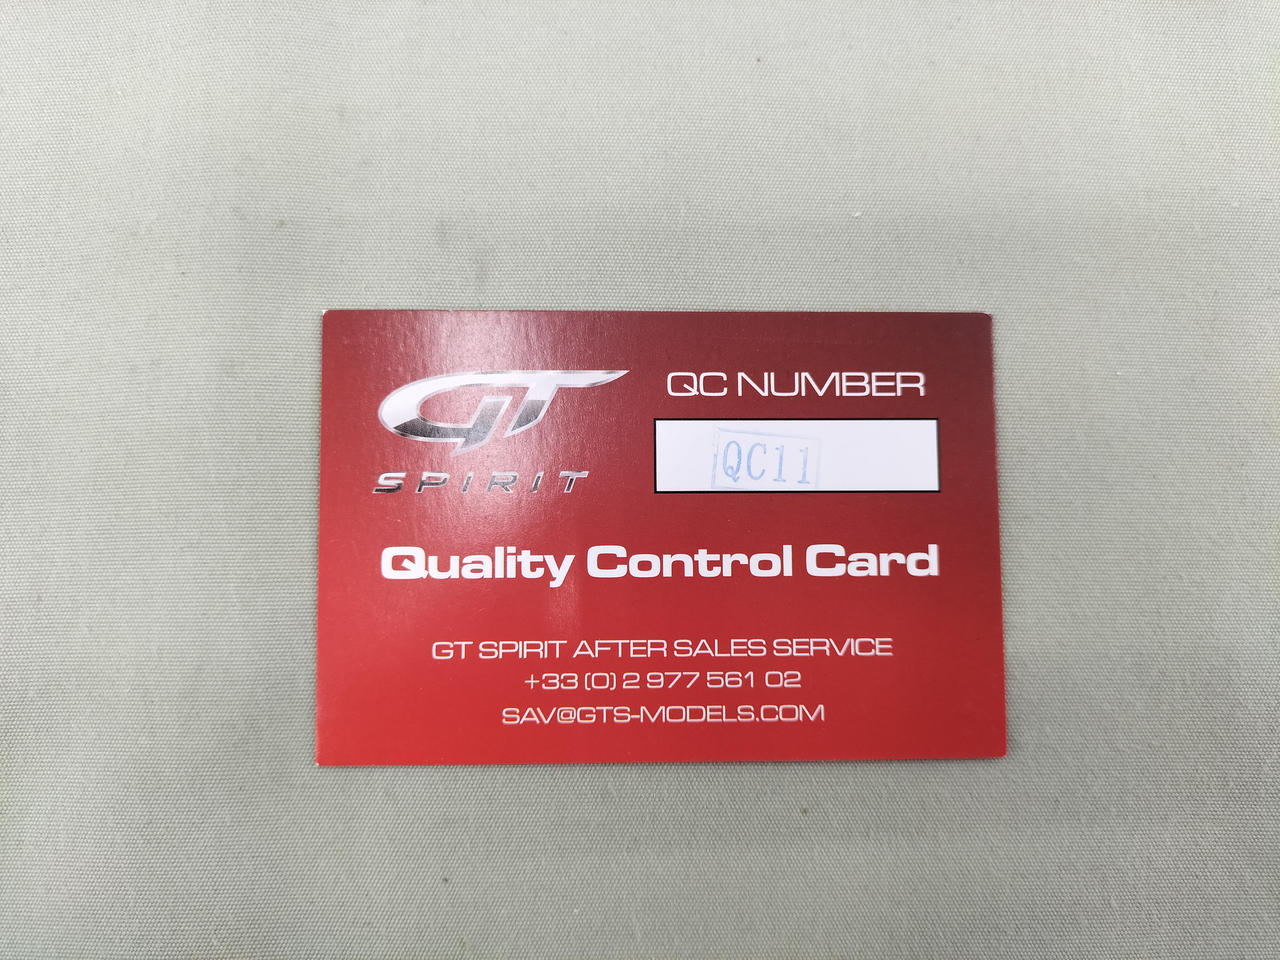 GT
SPIRIT
QC NUMBER
QC11
Quality Control Card
GT SPIRIT AFTER SALES SERVICE
+33 (0) 2 977 561 02
SAV@GTS-MODELS.COM